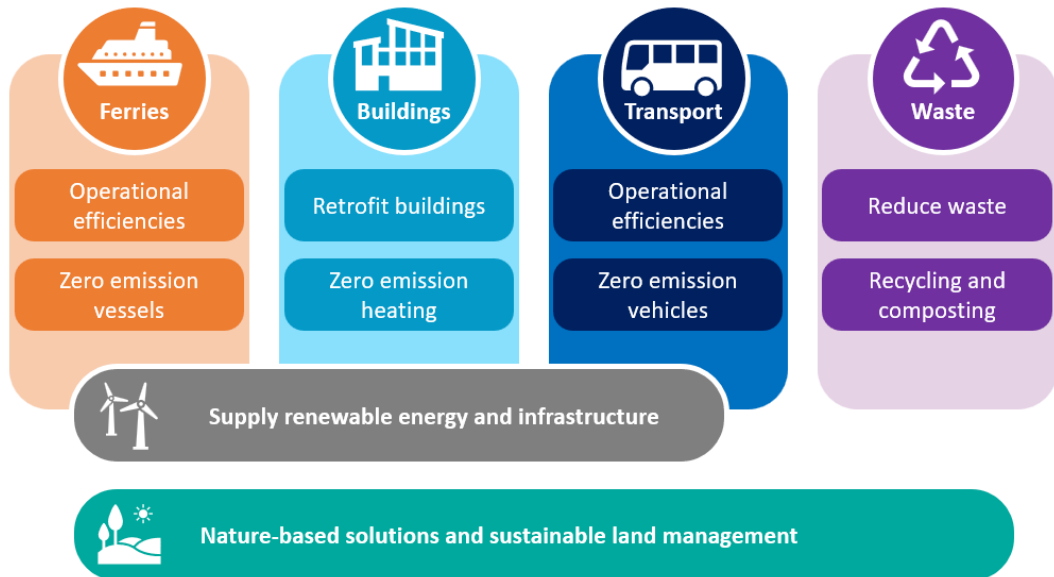 Ferries
Operational
efficiencies
Zero emission
vessels
Buildings
Retrofit buildings
Zero emission
heating
Transport
Operational
efficiencies
Zero emission
vehicles
Waste
Reduce waste
Recycling and
composting
Supply renewable energy and infrastructure
Nature-based solutions and sustainable land management